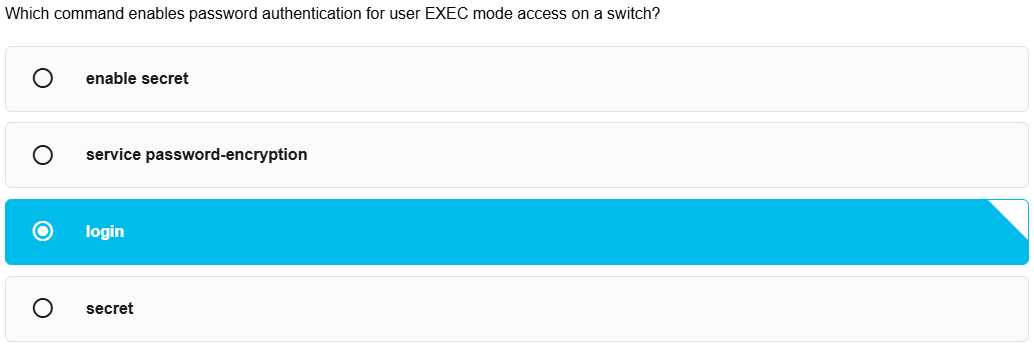 Which command enables password authentication for user EXEC mode access on a switch?
enable secret
service password-encryption
login
secret